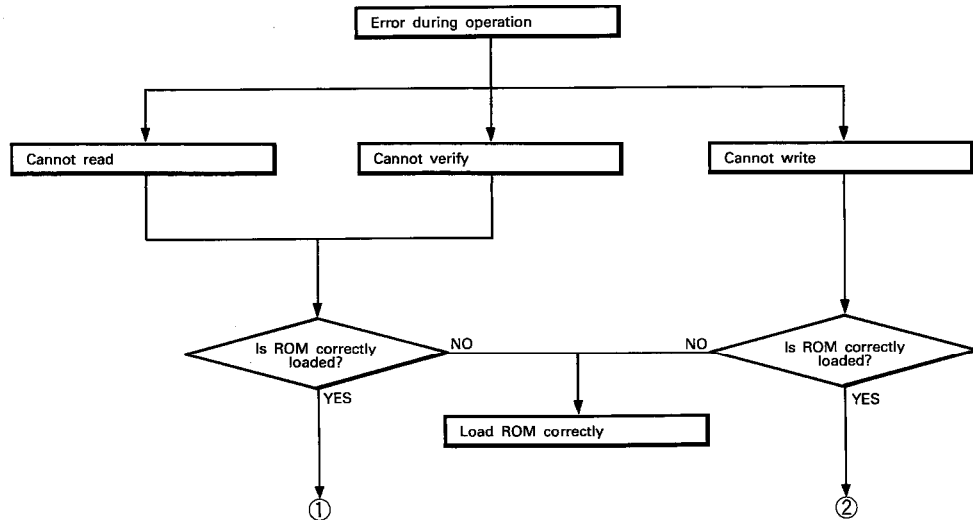 Error during operation
Cannot read
Cannot verify
Cannot write
Is ROM correctly
loaded?
NO
YES
NO
Is ROM correctly
loaded?
YES
Load ROM correctly
①
②